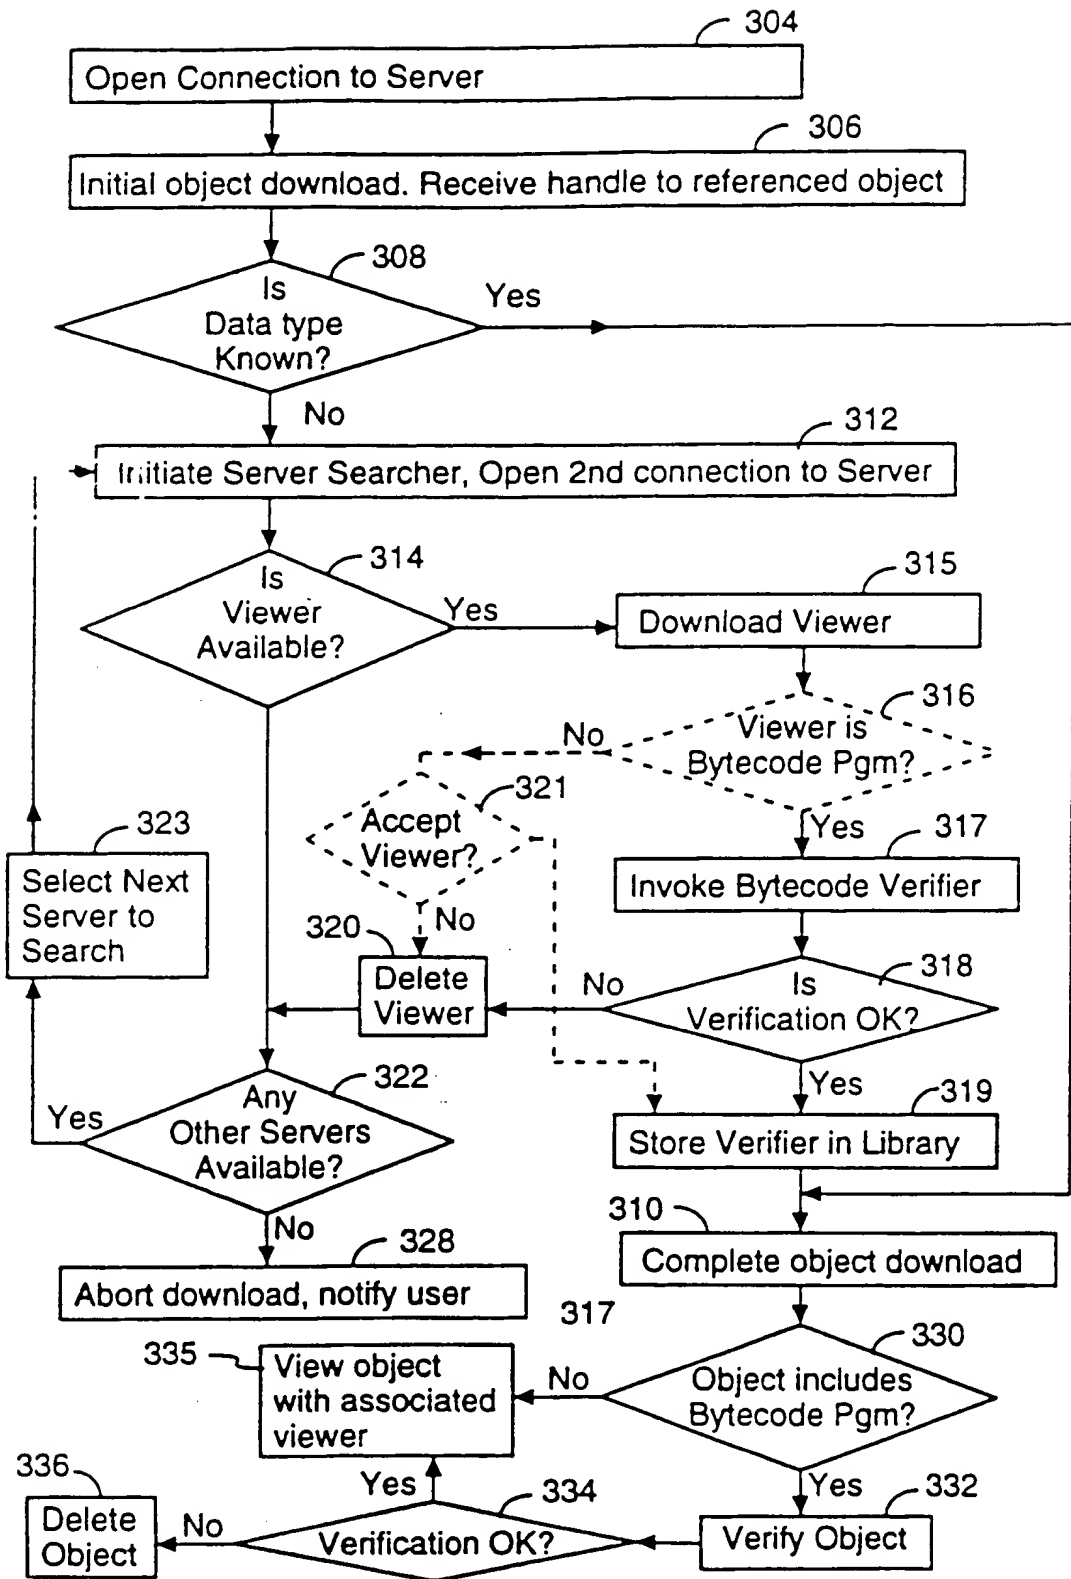 304
Open Connection to Server
306
Initial object download. Receive handle to referenced object
308
Is
Data type
Known?
Yes
No
312
Initiate Server Searcher, Open 2nd connection to Server
314
Is
Viewer
Available?
Yes
315
Download Viewer
316
Viewer is
Bytecode Pgm?
No
Yes
321
Accept
Viewer?
No
317
Invoke Bytecode Verifier
323
Select Next
Server to
Search
320
Delete
Viewer
No
318
Is
Verification OK?
Yes
322
Any
Other Servers
Available?
Yes
No
319
Store Verifier in Library
310
Complete object download
328
Abort download, notify user
317
330
Object includes
Bytecode Pgm?
No
Yes
335
View object
with associated
viewer
332
Verify Object
334
Verification OK?
Yes
No
336
Delete
Object